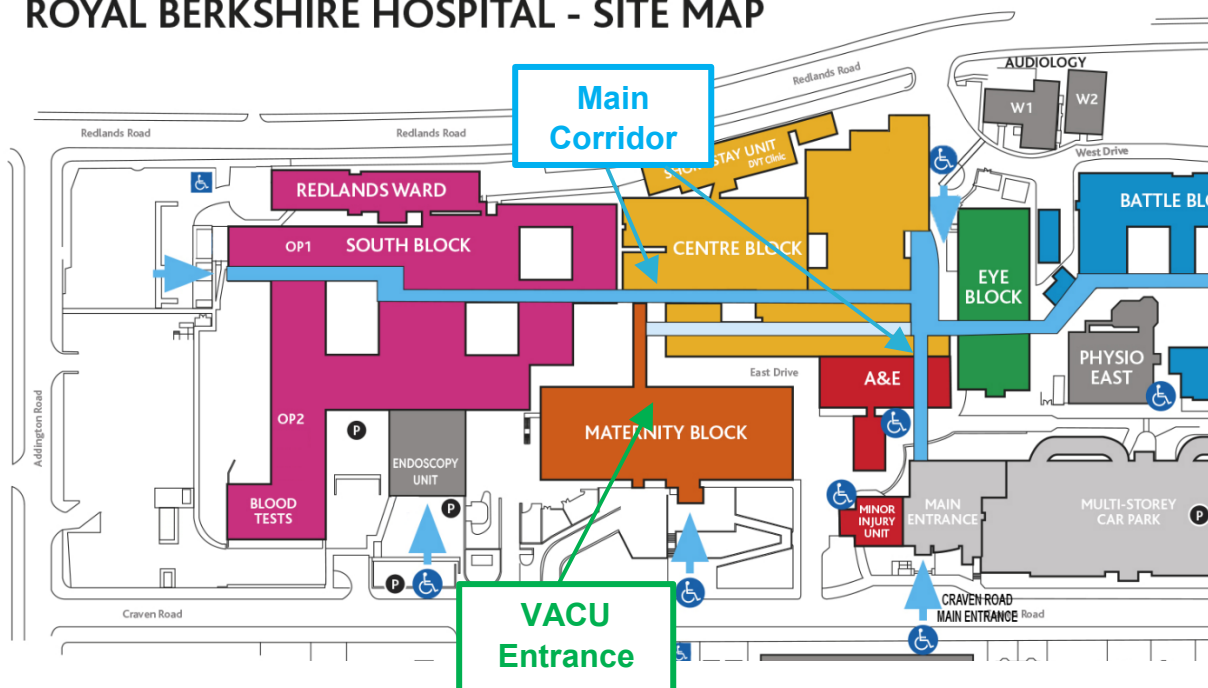 ROYAL BERKSHIRE HOSPITAL - SITE MAP
Redlands Road
AUDIOLOGY
W1
W2
Main
Corridor
Redlands Road
Redlands Road
STAY UNIT
DVT Clinic
West Drive
REDLANDS WARD
BATTLE
OP1
SOUTH BLOCK
CENTRE BLOCK
EYE
BLOCK
PHYSIO
EAST
East Drive
A&E
Addington Road
OP2
P
MATERNITY BLOCK
ENDOSCOPY
UNIT
BLOOD
TESTS
P
MINOR
INJURY
UNIT
MAIN
ENTRANCE
MULTI-STOREY
CAR PARK
P
P
Craven Road
CRAVEN ROAD
MAIN ENTRANCE
Road
VACU
Entrance